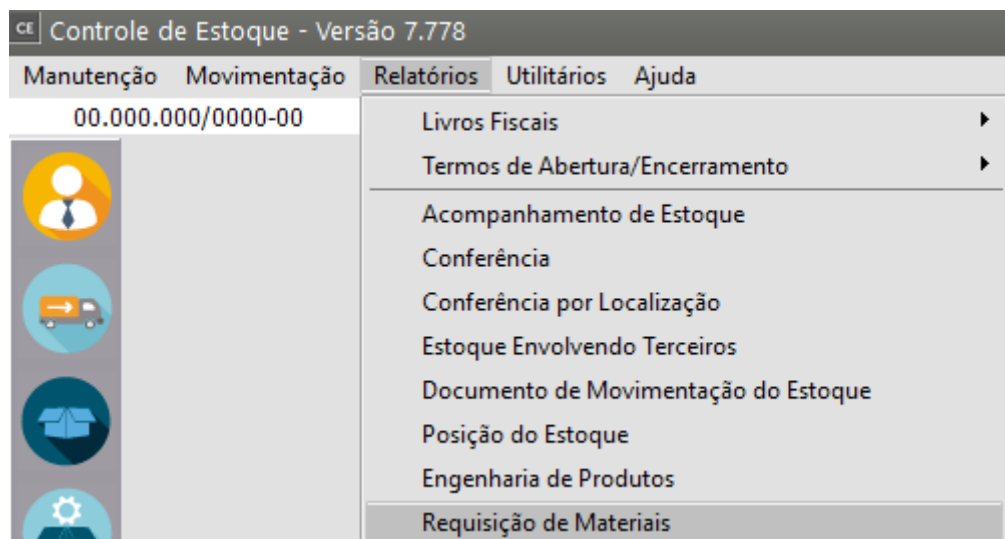 CE Controle de Estoque - Versão 7.778
Manutenção Movimentação Relatórios Utilitários Ajuda
00.000.000/0000-00
Livros Fiscais
Termos de Abertura/Encerramento
Acompanhamento de Estoque
Conferência
Conferência por Localização
Estoque Envolvendo Terceiros
Documento de Movimentação do Estoque
Posição do Estoque
Engenharia de Produtos
Requisição de Materiais